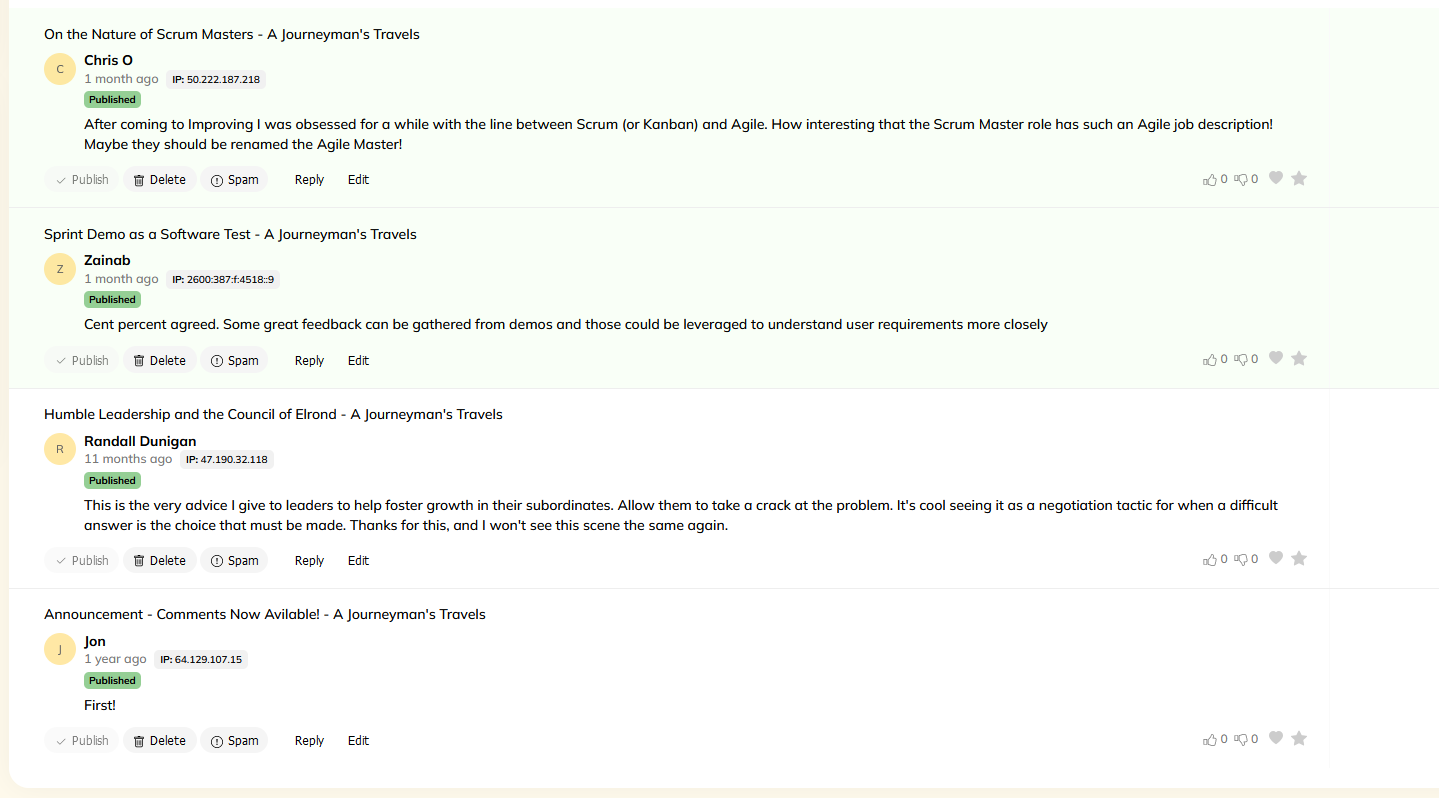 On the Nature of Scrum Masters - A Journeyman's Travels
C
Chris O
1 month ago IP: 50.222.187.218
Published
After coming to Improving I was obsessed for a while with the line between Scrum (or Kanban) and Agile. How interesting that the Scrum Master role has such an Agile job description!
Maybe they should be renamed the Agile Master!
Publish Delete Spam Reply Edit 0 0
Sprint Demo as a Software Test - A Journeyman's Travels
Z
Zainab
1 month ago IP: 2600:387:f:4518::9
Published
Cent percent agreed. Some great feedback can be gathered from demos and those could be leveraged to understand user requirements more closely
Publish Delete Spam Reply Edit 0 0
Humble Leadership and the Council of Elrond - A Journeyman's Travels
R
Randall Dunigan
11 months ago IP: 47.190.32.118
Published
This is the very advice I give to leaders to help foster growth in their subordinates. Allow them to take a crack at the problem. It's cool seeing it as a negotiation tactic for when a difficult
answer is the choice that must be made. Thanks for this, and I won't see this scene the same again.
Publish Delete Spam Reply Edit 0 0
Announcement - Comments Now Avilable! - A Journeyman's Travels
J
Jon
1 year ago IP: 64.129.107.15
Published
First!
Publish Delete Spam Reply Edit 0 0